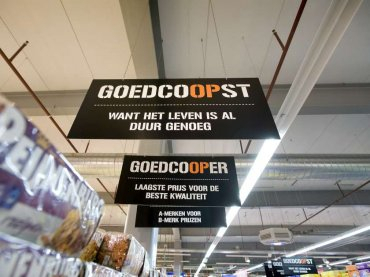 GOEDCOOPST
WANT HET LEVEN IS AL
DUUR GENOEG
GOEDCOOPER
LAAGSTE PRIJS VOOR DE
BESTE KWALITEIT
A-MERKEN VOOR
B-MERK PRIJZEN
GOEDCOOPST